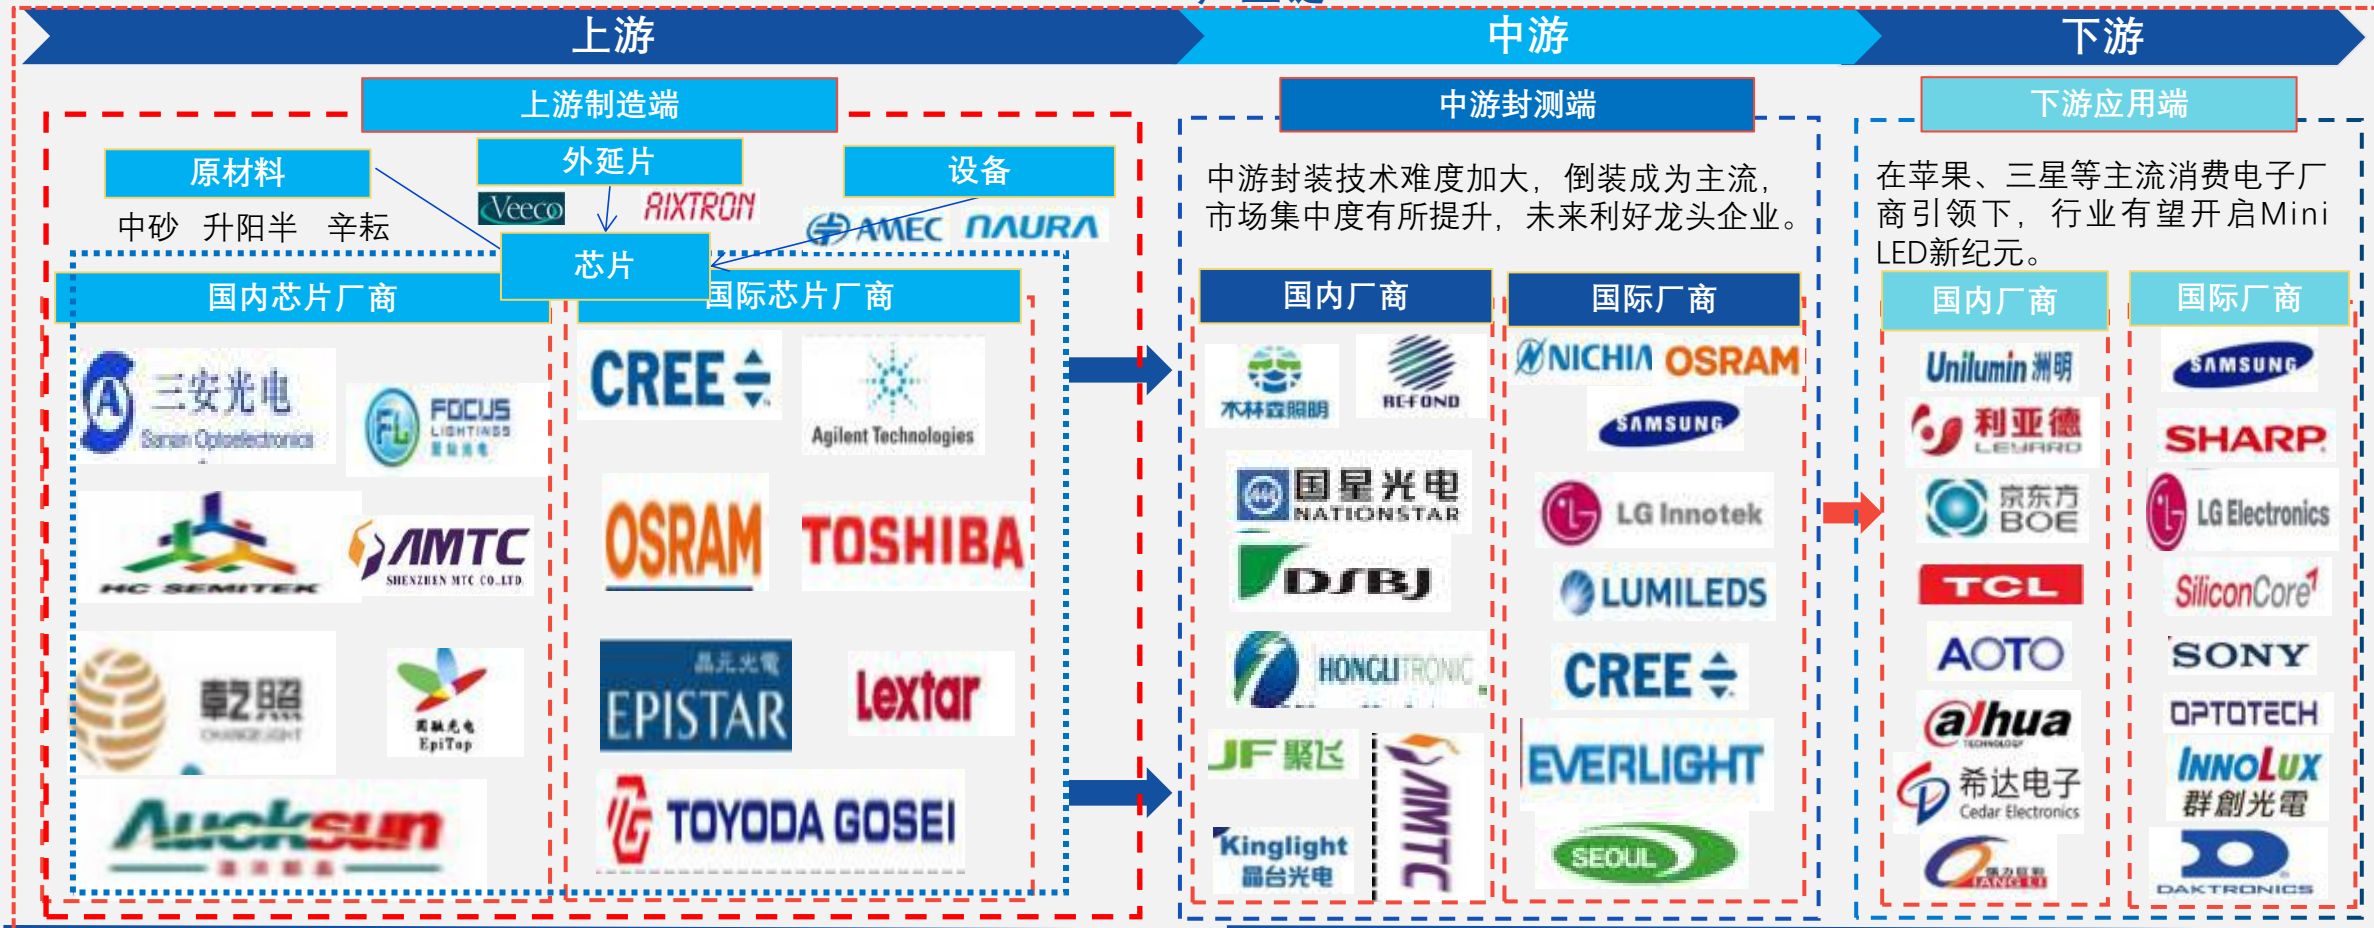 上游
中游
下游
上游制造端
中游封测端
下游应用端
原材料
外延片
设备
中砂 升阳半 辛耘
Veeco
AIXTRON
AMEC
NAURA
芯片
国内芯片厂商
国际芯片厂商
三安光电
Sanan Optoelectronics
FOCUS
LIGHTINGS
HC SEMITEK
AMTC
SHENZHEN MTC CO.,LTD
乾照
CHANGELIGHT
EpiTop
Aucksun
CREE
Agilent Technologies
OSRAM
TOSHIBA
晶元光電
EPISTAR
Lextar
TG
TOYODA GOSEI
中游封装技术难度加大，倒装成为主流，
市场集中度有所提升，未来利好龙头企业。
国内厂商
国际厂商
木林森照明
REFOND
国星光电
NATIONSTAR
DSBJ
HONGLITRONIC
JF 聚飞
AMTC
Kinglight
晶台光电
NICHIA
OSRAM
SAMSUNG
LG Innotek
LUMILEDS
CREE
EVERLIGHT
SEOUL
在苹果、三星等主流消费电子厂
商引领下，行业有望开启Mini
LED新纪元。
国内厂商
国际厂商
Unilumin 洲明
利亚德
LEYARD
京东方
BOE
TCL
AOTO
alhua
TECHNOLOGY
希达电子
Cedar Electronics
SAMSUNG
SHARP
LG Electronics
SiliconCore
SONY
OPTOTECH
INNOLUX
群創光電
DAKTRONICS